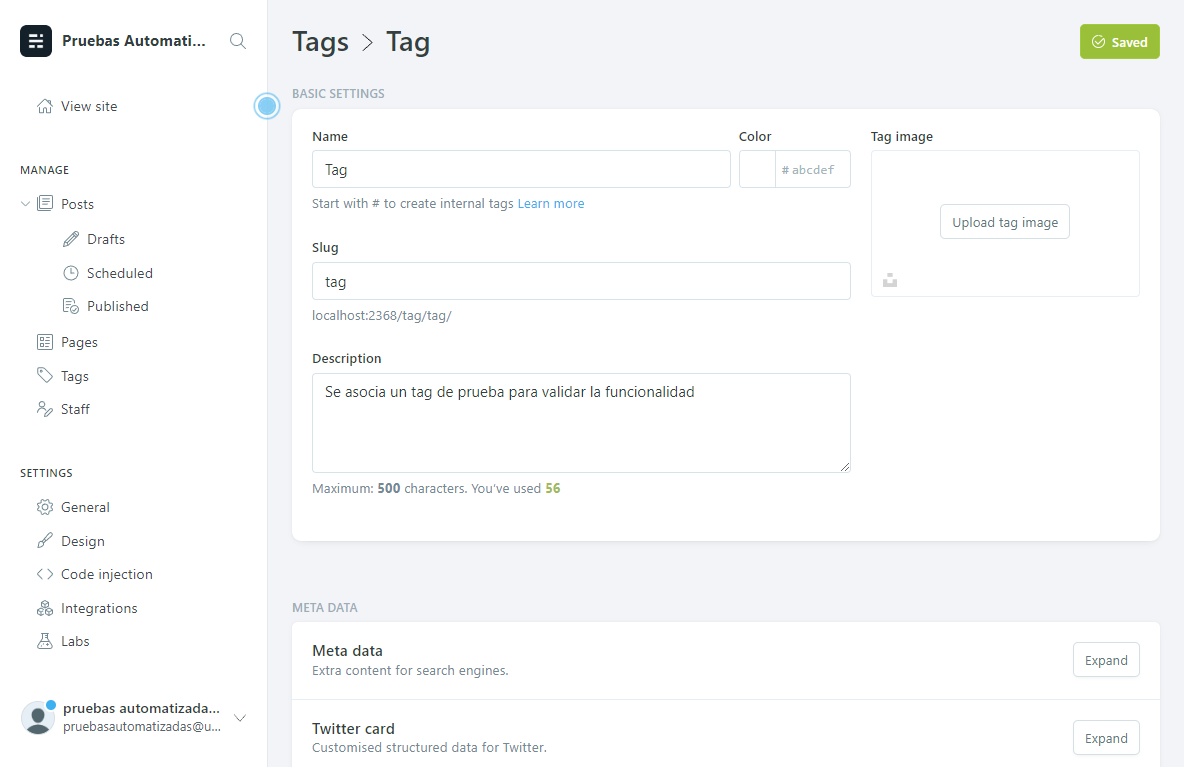 Pruebas Automati...
View site
MANAGE
Posts
Drafts
Scheduled
Published
Pages
Tags
Staff
SETTINGS
General
Design
Code injection
Integrations
Labs
pruebas automatizada...
pruebasautomatizadas@u...
Tags > Tag
Saved
BASIC SETTINGS
Name
Tag
Start with # to create internal tags Learn more
Color
# abcdef
Slug
tag
localhost:2368/tag/tag/
Description
Se asocia un tag de prueba para validar la funcionalidad
Maximum: 500 characters. You've used 56
Tag image
Upload tag image
META DATA
Meta data
Extra content for search engines.
Expand
Twitter card
Customised structured data for Twitter.
Expand